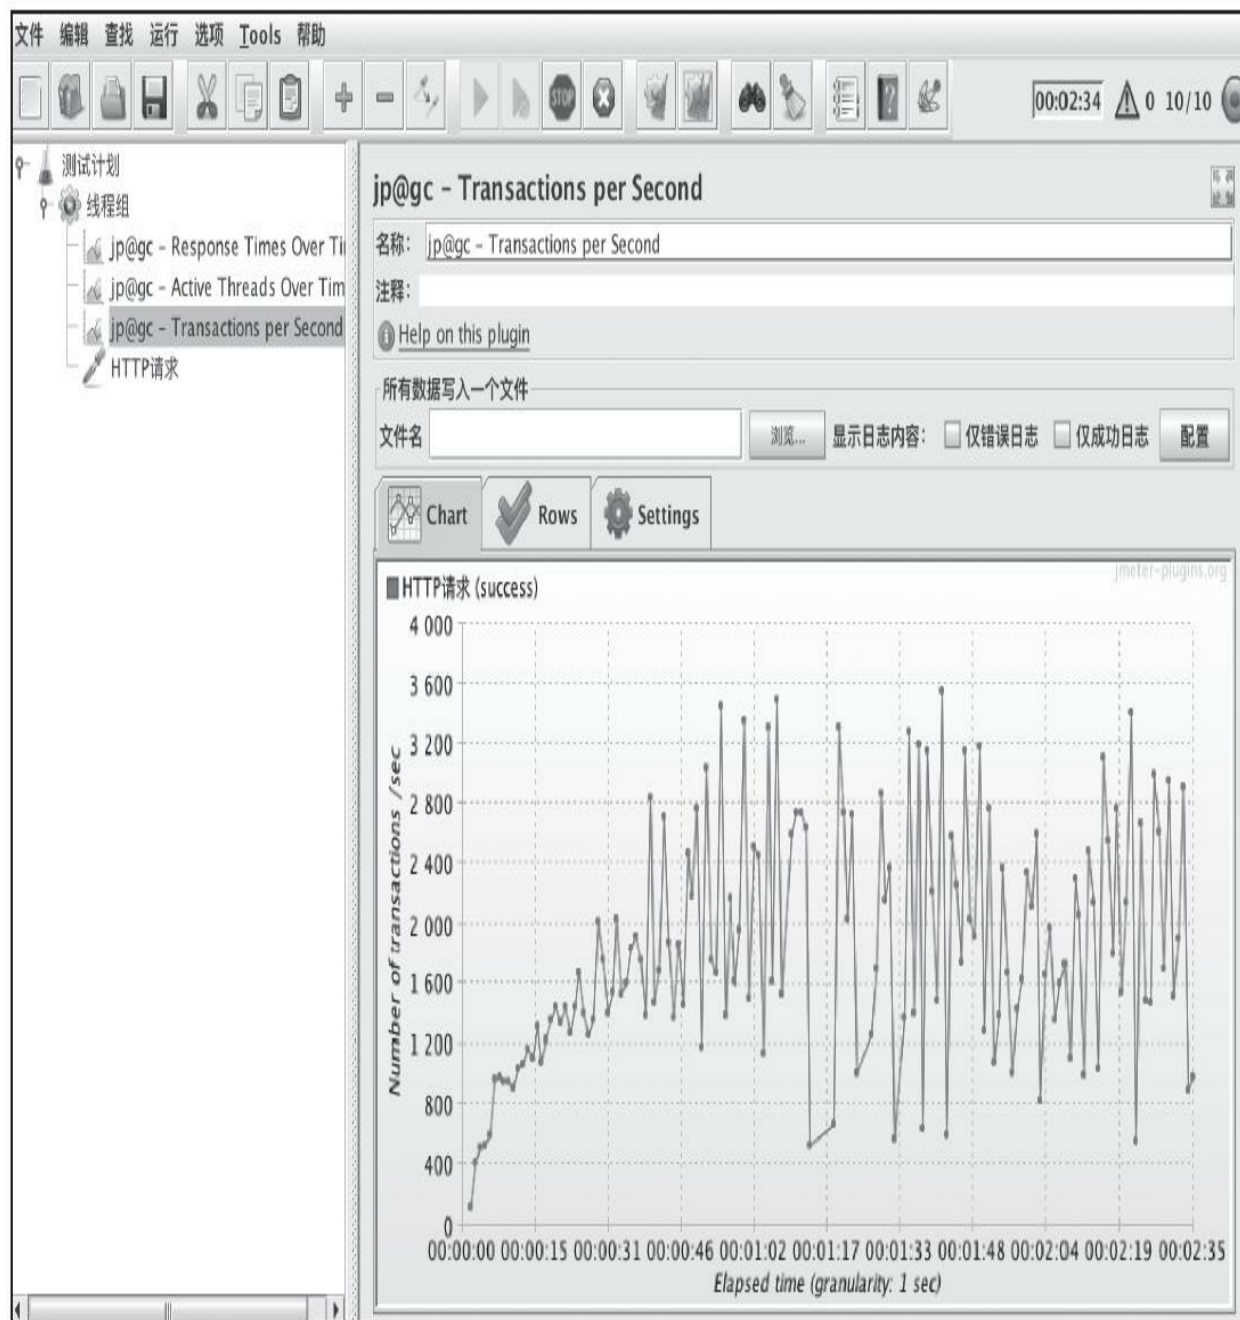 文件 编辑 查找 运行 选项 Tools 帮助
STOP
00:02:34 0 10/10
测试计划
线程组
jp@gc - Response Times Over Ti
jp@gc - Active Threads Over Tim
jp@gc - Transactions per Second
HTTP请求
jp@gc - Transactions per Second
名称: jp@gc - Transactions per Second
注释:
Help on this plugin
所有数据写入一个文件
文件名 浏览... 显示日志内容: 仅错误日志 仅成功日志 配置
Chart Rows Settings
jmeter-plugins.org
HTTP请求 (success)
4 000
3 600
3 200
2 800
2 400
2 000
1 600
1 200
800
400
0
Number of transactions /sec
00:00:00 00:00:15 00:00:31 00:00:46 00:01:02 00:01:17 00:01:33 00:01:48 00:02:04 00:02:19 00:02:35
Elapsed time (granularity: 1 sec)